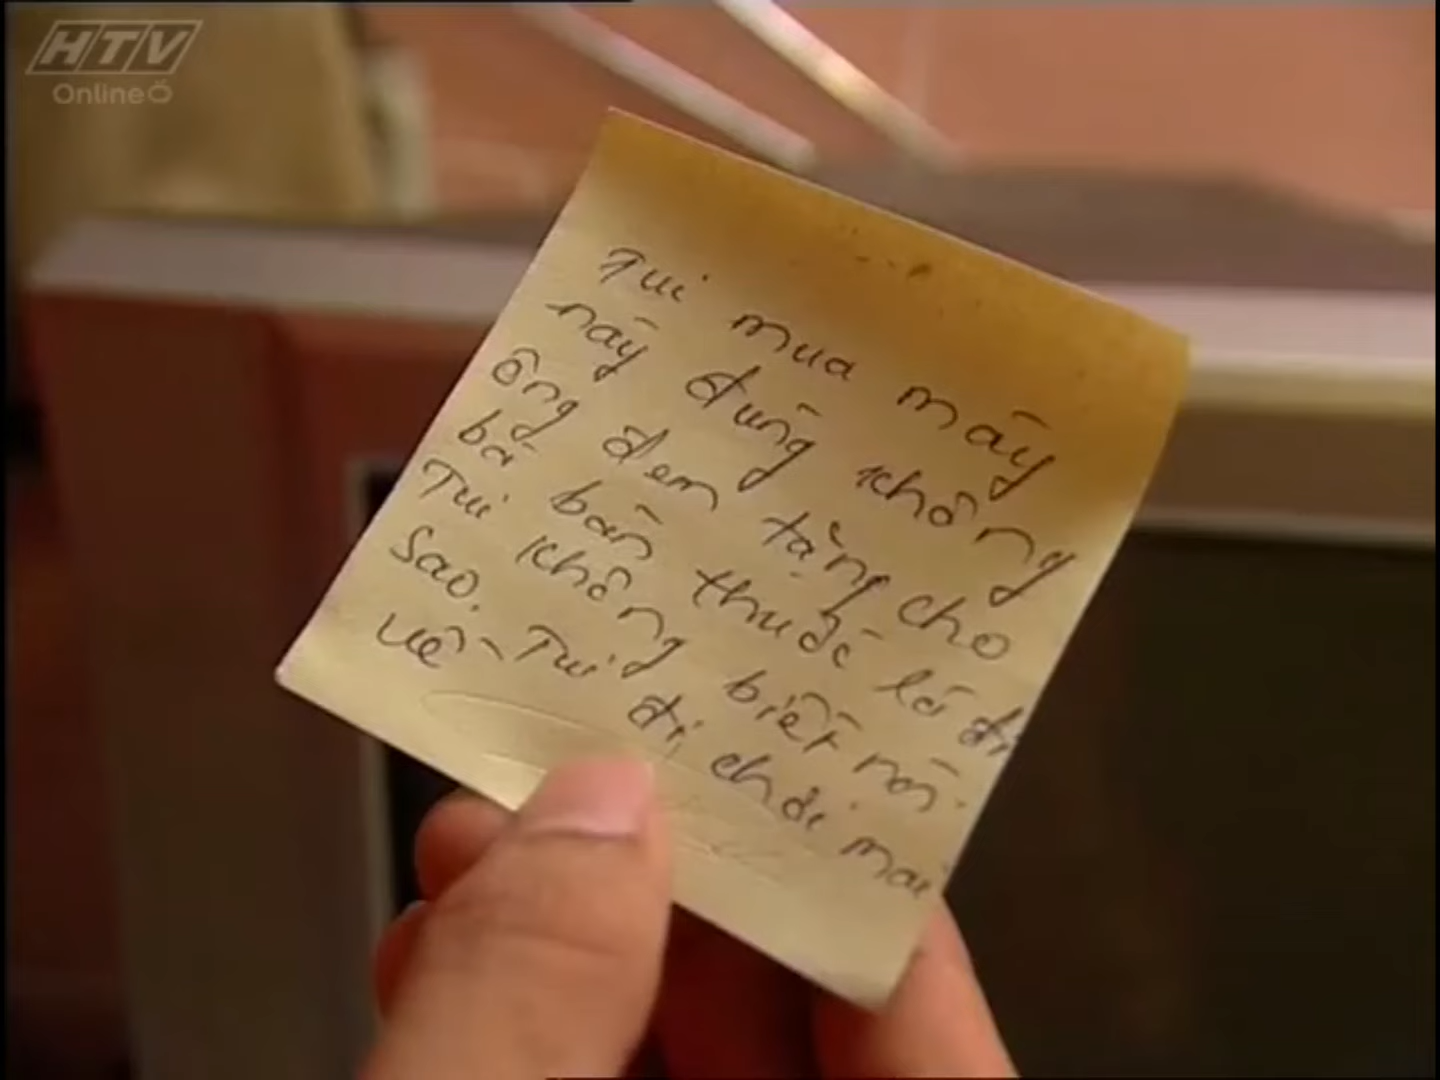 HTV
Online
Tui mua máy
này đung không
ông đem tặng cho
bà bán thuốc lá đi
Tui không biết nói
sao.
Tui đi chơi mai
về